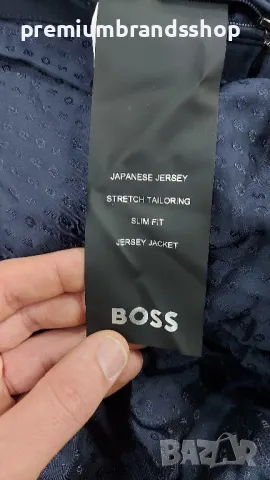 premiumbrandsshop
JAPANESE JERSEY
STRETCH TAILORING
SLIM FIT
JERSEY JACKET
BOSS
BAZAR